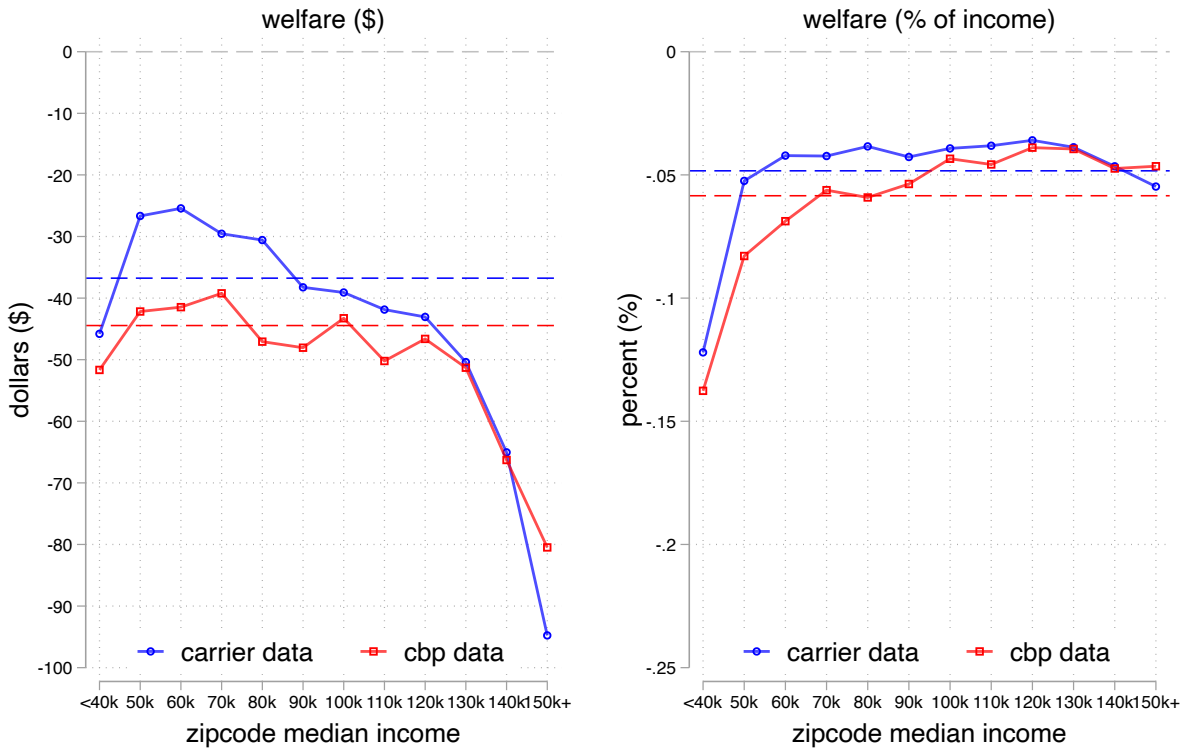 welfare ($)
0
-10
-20
-30
-40
-50
-60
-70
-80
-90
-100
dollars ($)
carrier data
cbp data
<40k 50k 60k 70k 80k 90k 100k 110k 120k 130k 140k 150k+
zipcode median income
welfare (% of income)
0
-.05
-.1
-.15
-.2
-.25
percent (%)
carrier data
cbp data
<40k 50k 60k 70k 80k 90k 100k 110k 120k 130k 140k 150k+
zipcode median income